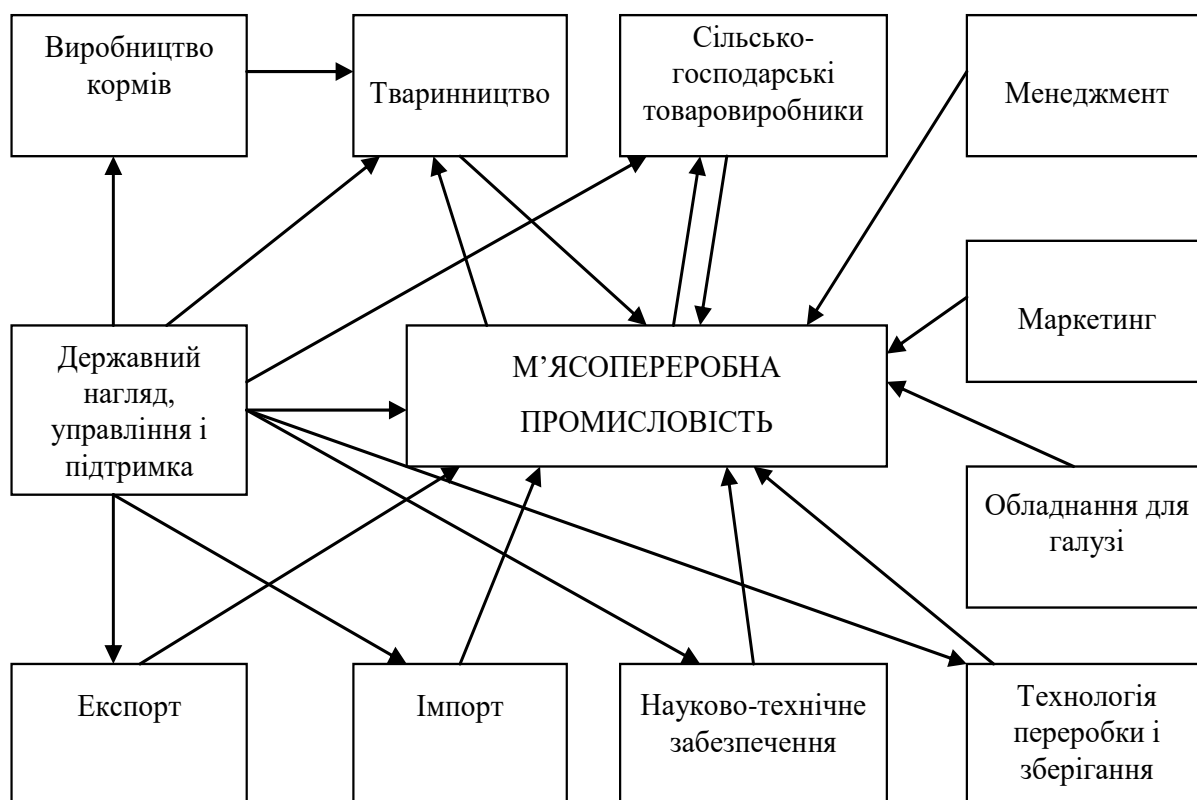 Виробництво
кормів
Тваринництво
Сільсько-
господарські
товаровиробники
Менеджмент
Маркетинг
Державний
нагляд,
управління і
підтримка
М’ЯСОПЕРЕРОБНА
ПРОМИСЛОВІСТЬ
Обладнання для
галузі
Експорт
Імпорт
Науково-технічне
забезпечення
Технологія
переробки і
зберігання